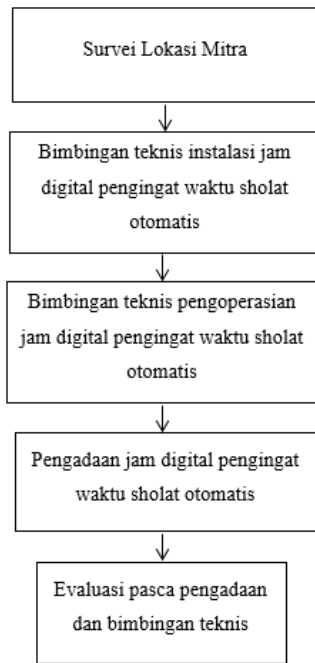 Survei Lokasi Mitra
Bimbingan teknis instalasi jam
digital pengingat waktu sholat
otomatis
Bimbingan teknis pengoperasian
jam digital pengingat waktu sholat
otomatis
Pengadaan jam digital pengingat
waktu sholat otomatis
Evaluasi pasca pengadaan
dan bimbingan teknis